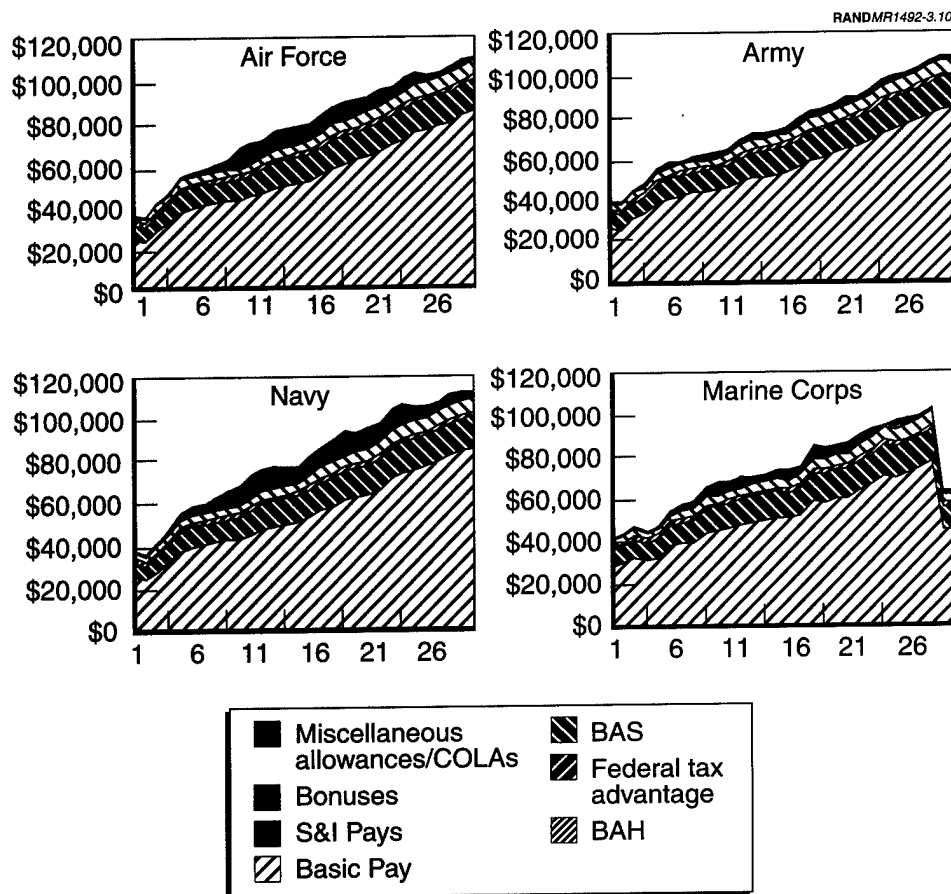 RANDMR1492-3.10
Air Force
$120,000
$100,000
$80,000
$60,000
$40,000
$20,000
$0
1 6 11 16 21 26
Army
$120,000
$100,000
$80,000
$60,000
$40,000
$20,000
$0
1 6 11 16 21 26
Navy
$120,000
$100,000
$80,000
$60,000
$40,000
$20,000
$0
1 6 11 16 21 26
Marine Corps
$120,000
$100,000
$80,000
$60,000
$40,000
$20,000
$0
1 6 11 16 21 26
Miscellaneous
allowances/COLAs
Bonuses
S&I Pays
Basic Pay
BAS
Federal tax
advantage
BAH